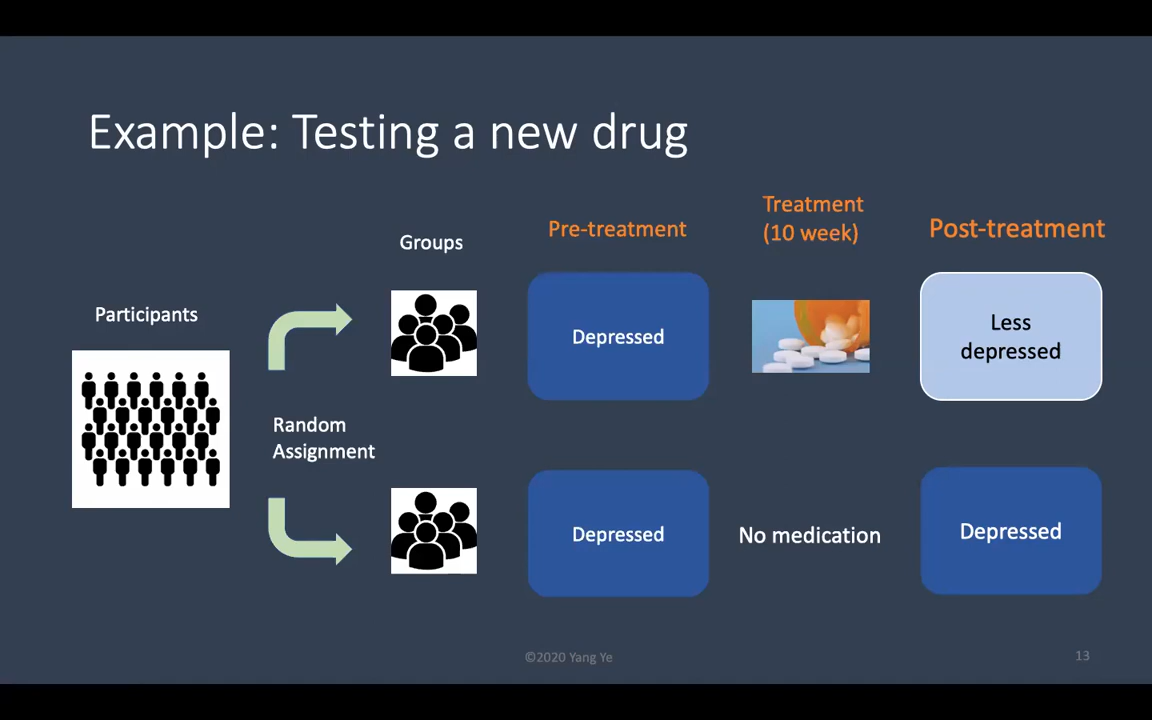 Example: Testing a new drug
Participants
Random
Assignment
Groups
Pre-treatment
Treatment
(10 week)
Post-treatment
Depressed
Less
depressed
Depressed
No medication
Depressed
©2020 Yang Ye
13